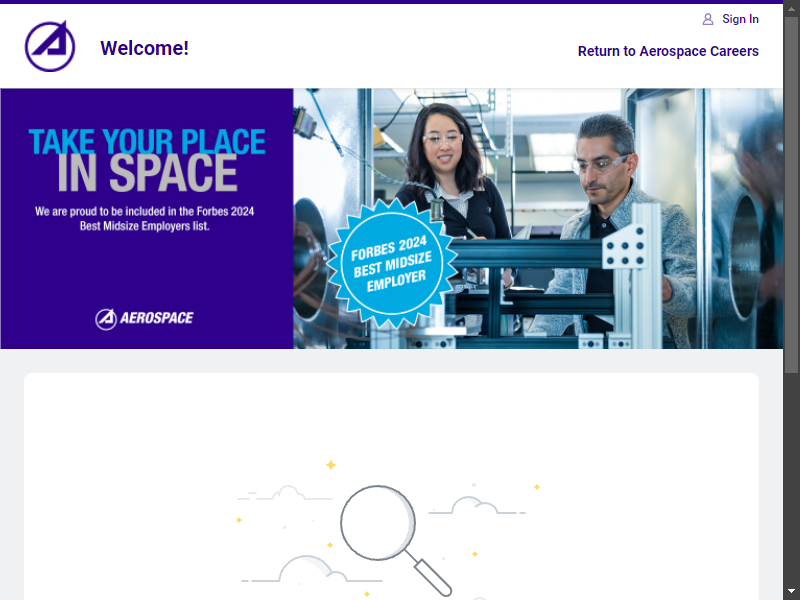 Sign In
Welcome!
Return to Aerospace Careers
TAKE YOUR PLACE
IN SPACE
We are proud to be included in the Forbes 2024
Best Midsize Employers list.
AEROSPACE
FORBES 2024
BEST MIDSIZE
EMPLOYER